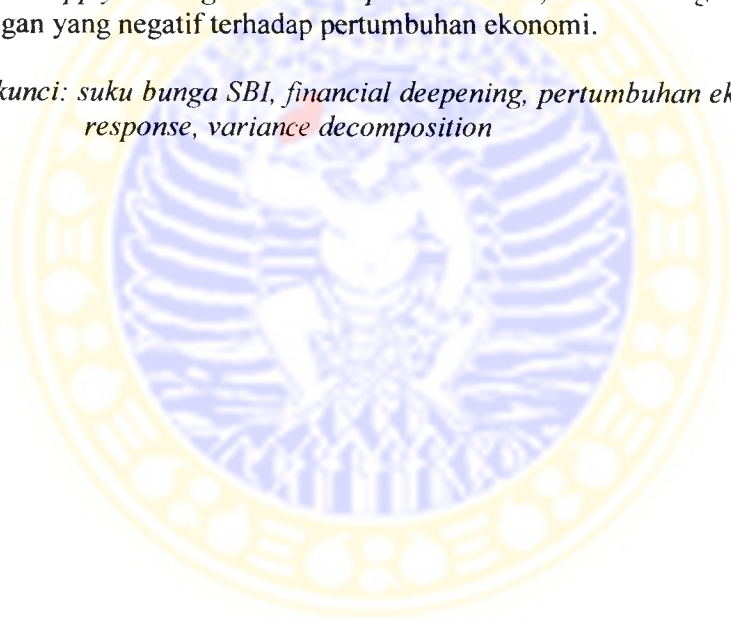 gan yang negatif terhadap pertumbuhan ekonomi.
kunci: suku bunga SBI, financial deepening, pertumbuhan ek
response, variance decomposition